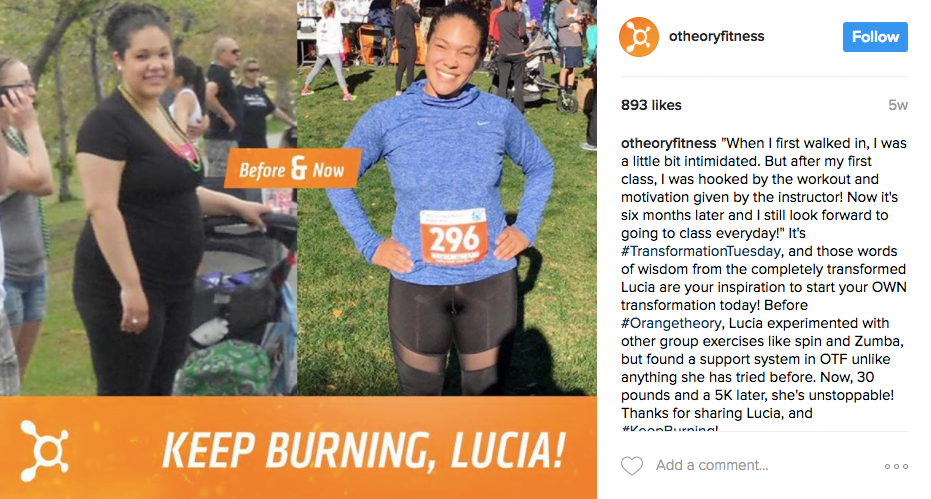 Before & Now
296
KEEP BURNING, LUCIA!
otheoryfitness
Follow
893 likes
5w
otheoryfitness "When I first walked in, I was
a little bit intimidated. But after my first
class, I was hooked by the workout and
motivation given by the instructor! Now it's
six months later and I still look forward to
going to class everyday!" It's
#TransformationTuesday, and those words
of wisdom from the completely transformed
Lucia are your inspiration to start your OWN
transformation today! Before
#Orangetheory, Lucia experimented with
other group exercises like spin and Zumba,
but found a support system in OTF unlike
anything she has tried before. Now, 30
pounds and a 5K later, she's unstoppable!
Thanks for sharing Lucia, and
#KeepBurning!
Add a comment...